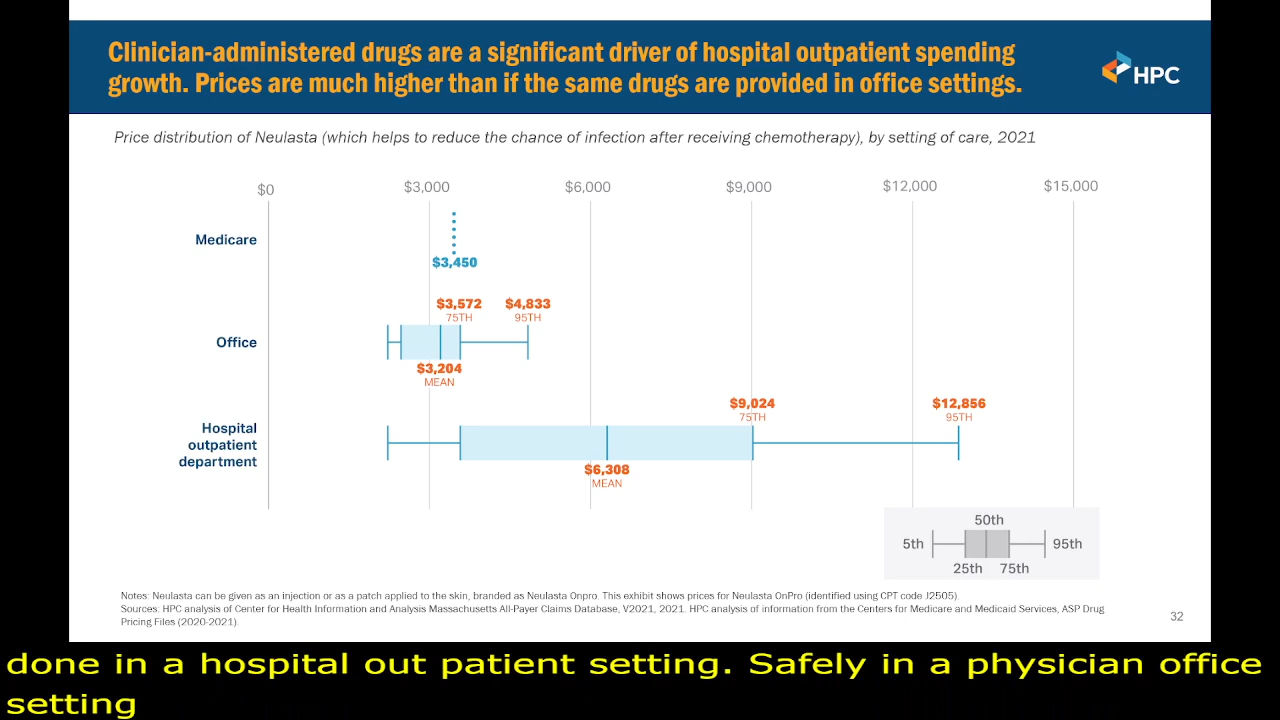 Clinician-administered drugs are a significant driver of hospital outpatient spending
growth. Prices are much higher than if the same drugs are provided in office settings.
HPC
Price distribution of Neulasta (which helps to reduce the chance of infection after receiving chemotherapy), by setting of care, 2021
$0 $3,000 $6,000 $9,000 $12,000 $15,000
Medicare
$3,450
$3,572 $4,833
75TH 95TH
Office
$3,204
MEAN
$9,024 $12,856
75TH 95TH
Hospital
outpatient
department
$6,308
MEAN
50th
5th 95th
25th 75th
Notes: Neulasta can be given as an injection or as a patch applied to the skin, branded as Neulasta Onpro. This exhibit shows prices for Neulasta OnPro (identified using CPT code J2505).
Sources: HPC analysis of Center for Health Information and Analysis Massachusetts All-Payer Claims Database, V2021, 2021. HPC analysis of information from the Centers for Medicare and Medicaid Services, ASP Drug
Pricing Files (2020-2021).
32
done in a hospital out patient setting. Safely in a physician office
setting